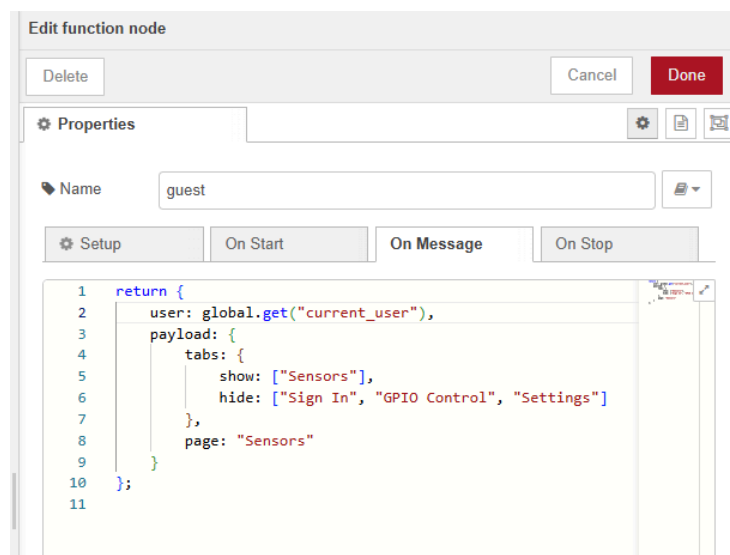 Edit function node
Delete Cancel Done
Properties
Name guest
Setup On Start On Message On Stop
1 return {
2     user: global.get("current_user"),
3     payload: {
4         tabs: {
5             show: ["Sensors"],
6             hide: ["Sign In", "GPIO Control", "Settings"]
7         },
8         page: "Sensors"
9     }
10 };
11